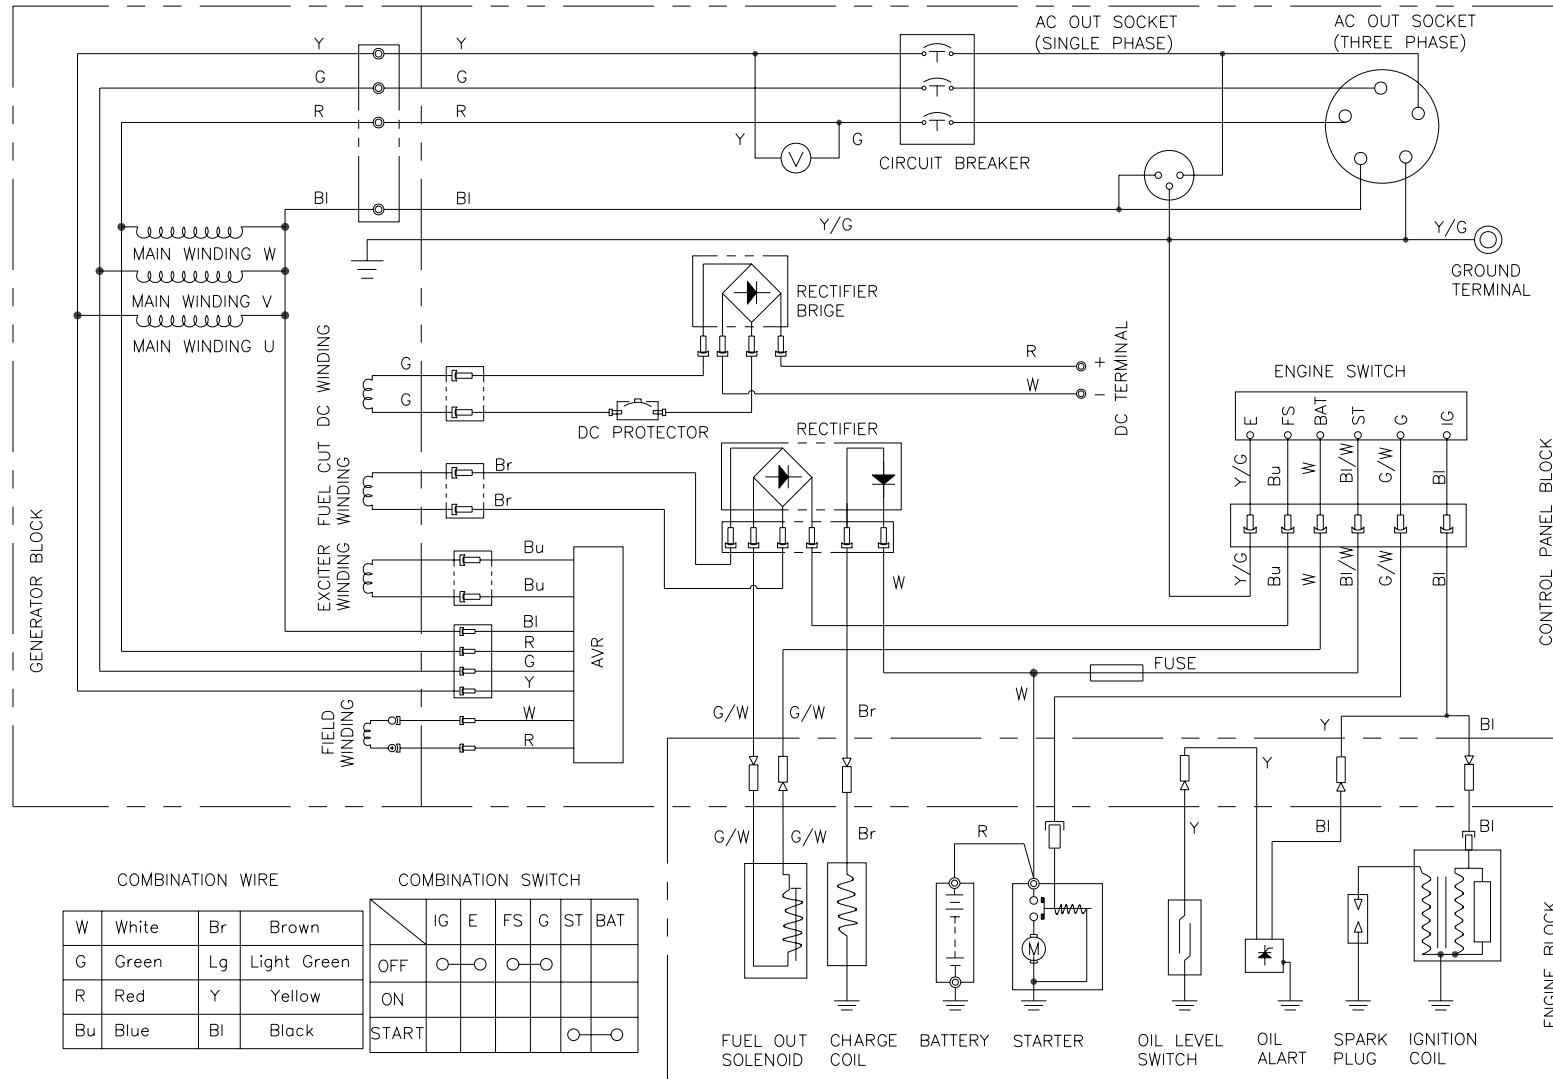 AC OUT SOCKET
(SINGLE PHASE)
AC OUT SOCKET
(THREE PHASE)
Y
Y
G
G
R
R
Y
V
G
CIRCUIT BREAKER
Bl
Bl
Y/G
Y/G
GROUND
TERMINAL
MAIN WINDING W
MAIN WINDING V
MAIN WINDING U
RECTIFIER
BRIGE
DC WINDING
G
G
DC PROTECTOR
R
+
W
−
DC TERMINAL
ENGINE SWITCH
E
FS
BAT
ST
G
IG
Y/G
Bu
W
Bl/W
G/W
Bl
Y/G
Bu
W
Bl/W
G/W
Bl
RECTIFIER
FUEL CUT
WINDING
Br
Br
EXCITER
WINDING
Bu
Bu
Bl
R
G
Y
AVR
FIELD
WINDING
W
R
GENERATOR BLOCK
CONTROL PANEL BLOCK
W
FUSE
W
G/W
G/W
Br
Y
Bl
Y
G/W
G/W
Br
R
Y
Bl
Bl
M
ENGINE BLOCK
FUEL OUT
SOLENOID
CHARGE
COIL
BATTERY
STARTER
OIL LEVEL
SWITCH
OIL
ALART
SPARK
PLUG
IGNITION
COIL
COMBINATION WIRE
W White Br Brown
G Green Lg Light Green
R Red Y Yellow
Bu Blue Bl Black
COMBINATION SWITCH
IG E FS G ST BAT
OFF
ON
START